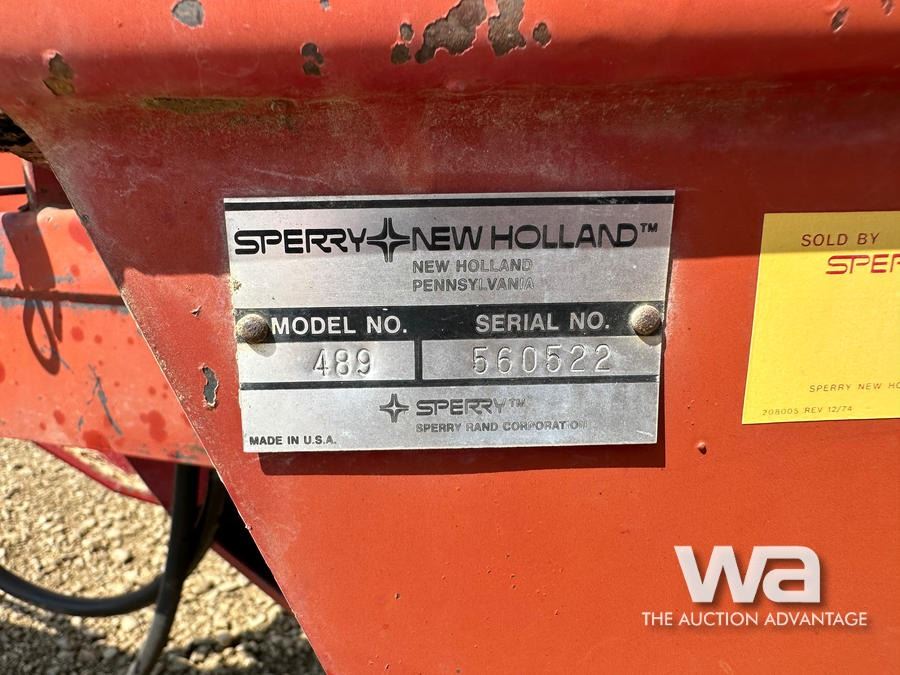 SPERRY NEW HOLLAND™
NEW HOLLAND
PENNSYLVANIA
MODEL NO. SERIAL NO.
489 560522
SPERRY™
SPERRY RAND CORPORATION
MADE IN U.S.A.
SOLD BY
SPER
SPERRY NEW HO
208005 REV 12/74
wa
THE AUCTION ADVANTAGE